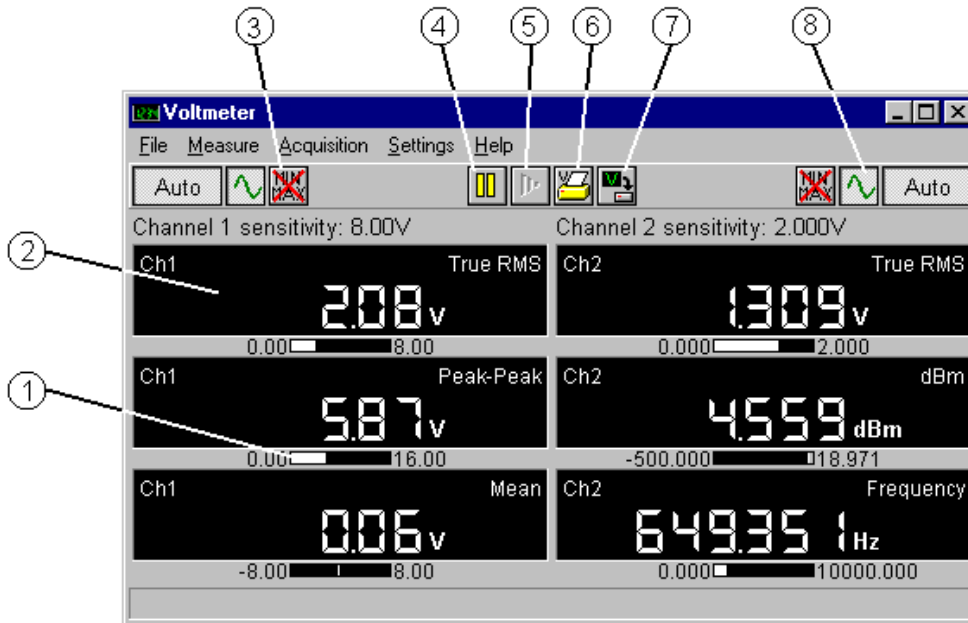 3 4 5 6 7 8
Voltmeter
File Measure Acquisition Settings Help
Auto MIN MAX V V MIN MAX Auto
Channel 1 sensitivity: 8.00V Channel 2 sensitivity: 2.000V
2
Ch1 True RMS Ch2 True RMS
2.08 V 1.309 V
0.00 8.00 0.000 2.000
1
Ch1 Peak-Peak Ch2 dBm
5.87 V 4.559 dBm
0.00 16.00 -500.000 18.971
Ch1 Mean Ch2 Frequency
0.06 V 649.351 Hz
-8.00 8.00 0.000 10000.000